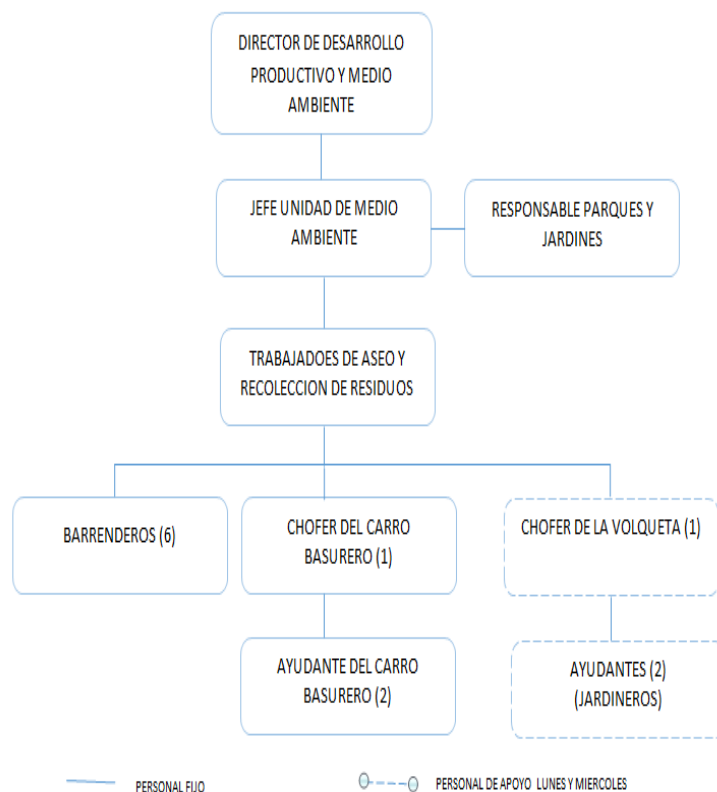 DIRECTOR DE DESARROLLO
PRODUCTIVO Y MEDIO
AMBIENTE
JEFE UNIDAD DE MEDIO
AMBIENTE
RESPONSABLE PARQUES Y
JARDINES
TRABAJADOES DE ASEO Y
RECOLECCION DE RESIDUOS
BARRENDEROS (6)
CHOFER DEL CARRO
BASURERO (1)
CHOFER DE LA VOLQUETA (1)
AYUDANTE DEL CARRO
BASURERO (2)
AYUDANTES (2)
(JARDINEROS)
PERSONAL FIJO
PERSONAL DE APOYO LUNES Y MIERCOLES